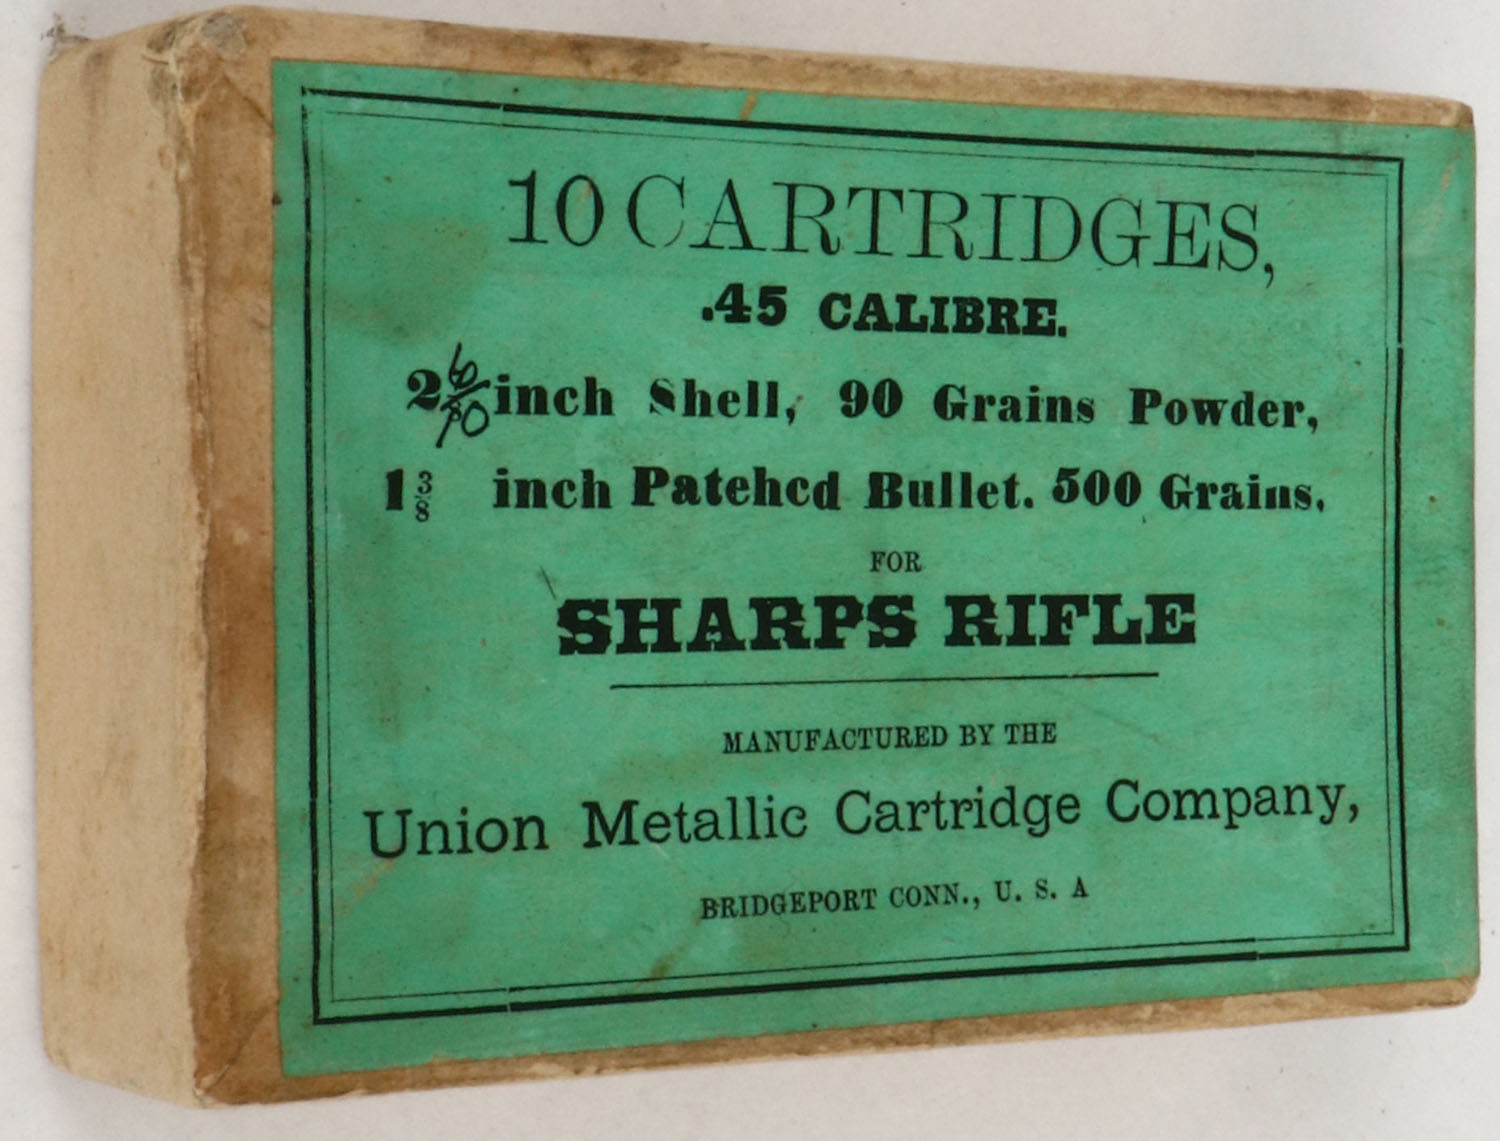 10 CARTRIDGES,
.45 CALIBRE.
2 6/10 inch Shell, 90 Grains Powder,
1 3/8 inch Patehcd Bullet. 500 Grains.
FOR
SHARPS RIFLE
MANUFACTURED BY THE
Union Metallic Cartridge Company,
BRIDGEPORT CONN., U. S. A